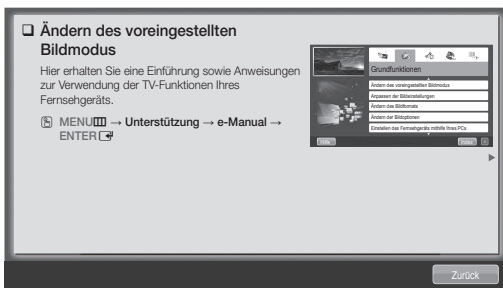 ❑ Ändern des voreingestellten
Bildmodus
Hier erhalten Sie eine Einführung sowie Anweisungen
zur Verwendung der TV-Funktionen Ihres
Fernsehgeräts.
MENU → Unterstützung → e-Manual →
ENTER
Grundfunktionen
Ändern des voreingestellten Bildmodus
Anpassen der Bildeinstellungen
Ändern des Bildformats
Ändern der Bildoptionen
Einstellen des Fernsehgeräts mithilfe Ihres PCs
Index
Zurück